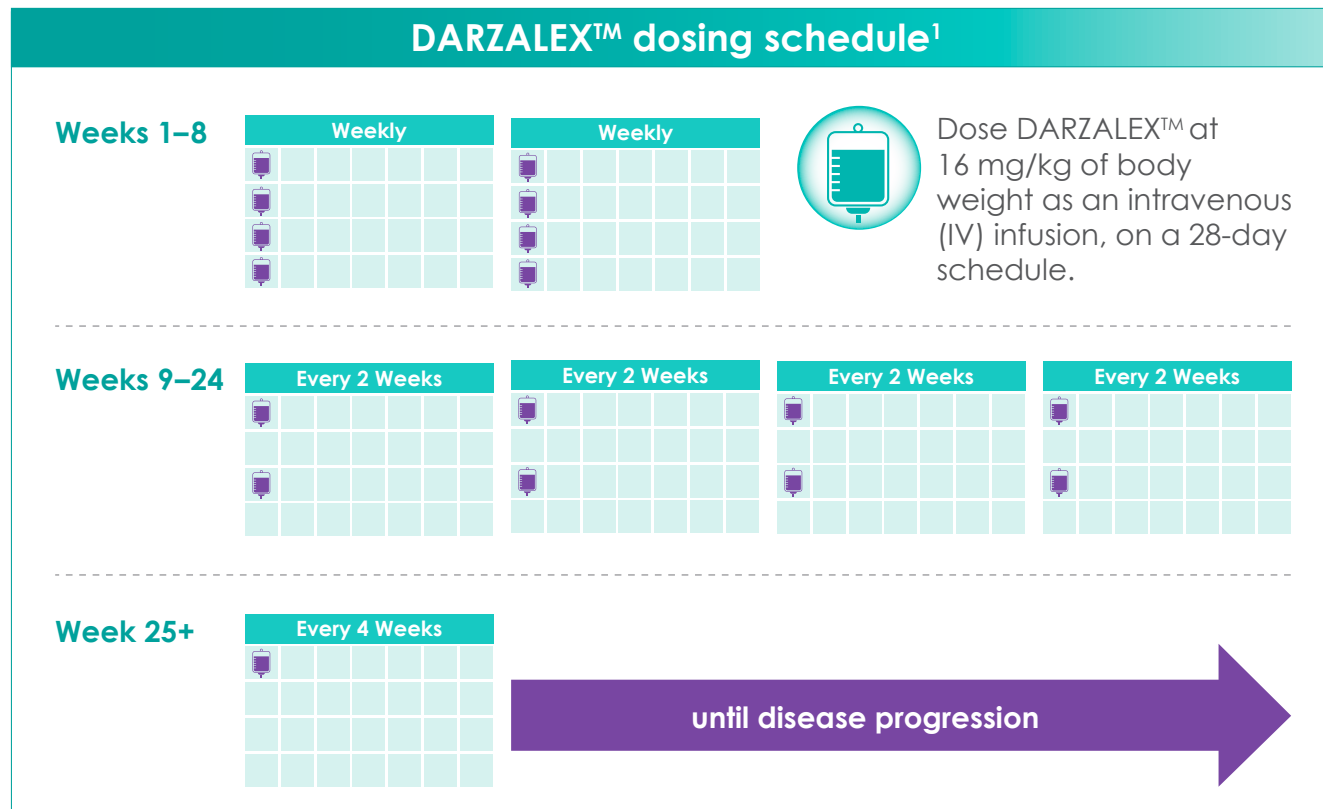 DARZALEX™ dosing schedule¹
Weeks 1–8
Weekly
Weekly
Dose DARZALEX™ at
16 mg/kg of body
weight as an intravenous
(IV) infusion, on a 28-day
schedule.
Weeks 9–24
Every 2 Weeks
Every 2 Weeks
Every 2 Weeks
Every 2 Weeks
Week 25+
Every 4 Weeks
until disease progression